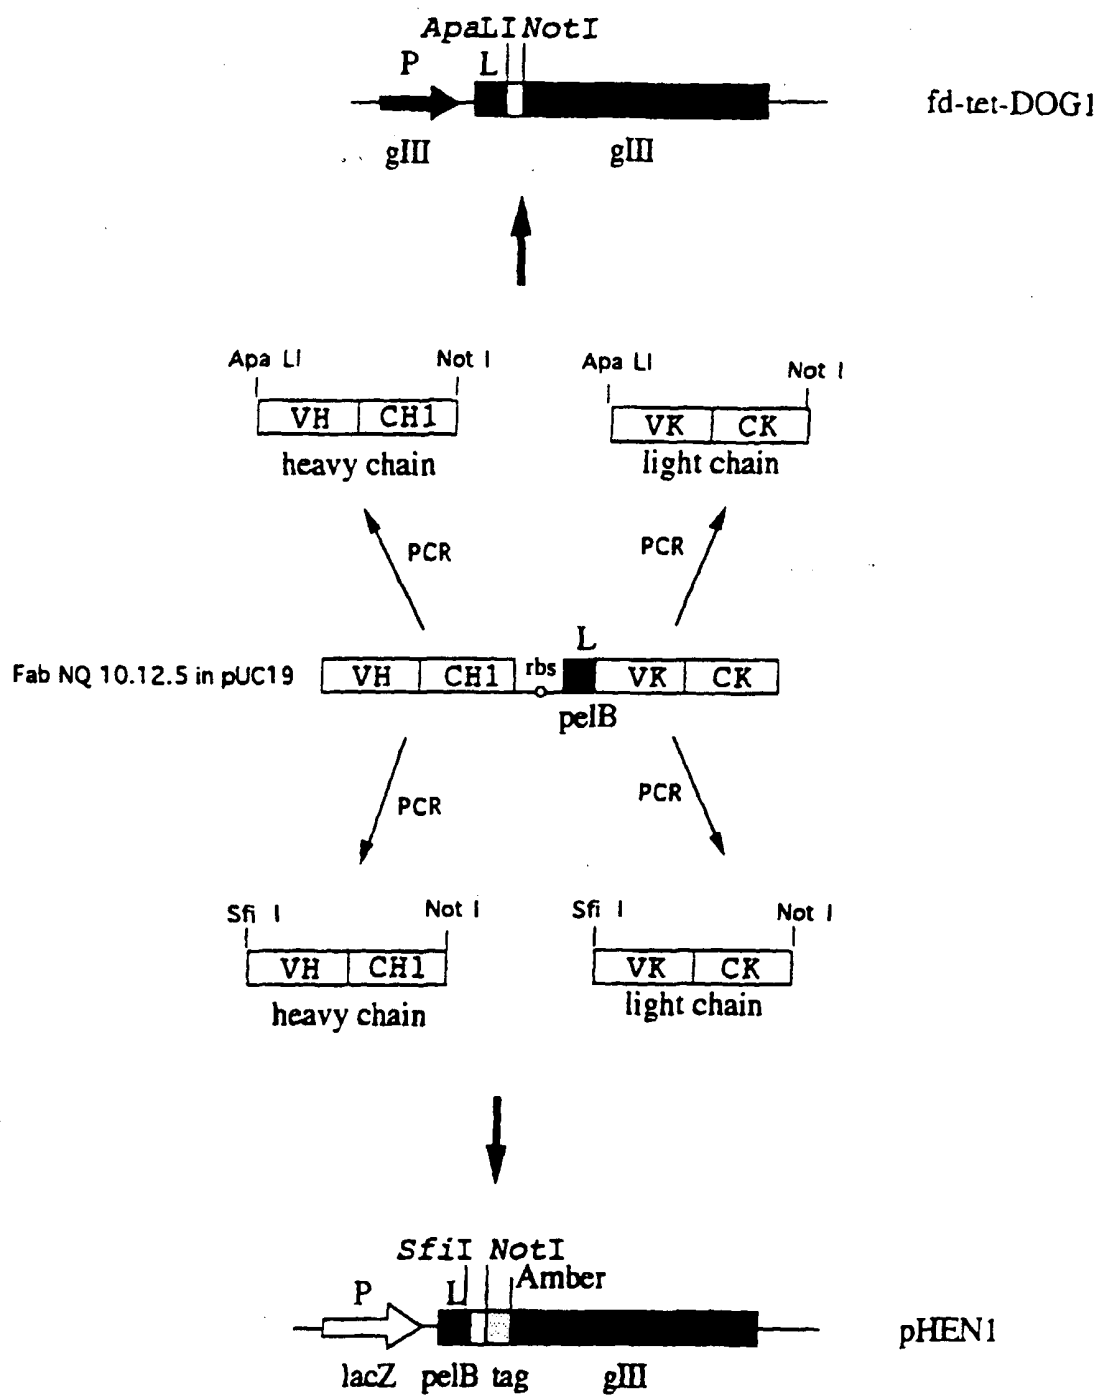 ApaLI NotI
P L
fd-tet-DOG1
gIII gIII
Apa LI Not I Apa LI Not I
VH CH1 VK CK
heavy chain light chain
PCR PCR
L
Fab NQ 10.12.5 in pUC19 VH CH1 rbs VK CK
pelB
PCR PCR
Sfi I Not I Sfi I Not I
VH CH1 VK CK
heavy chain light chain
SfiI NotI
P L Amber
pHEN1
lacZ pelB tag gIII